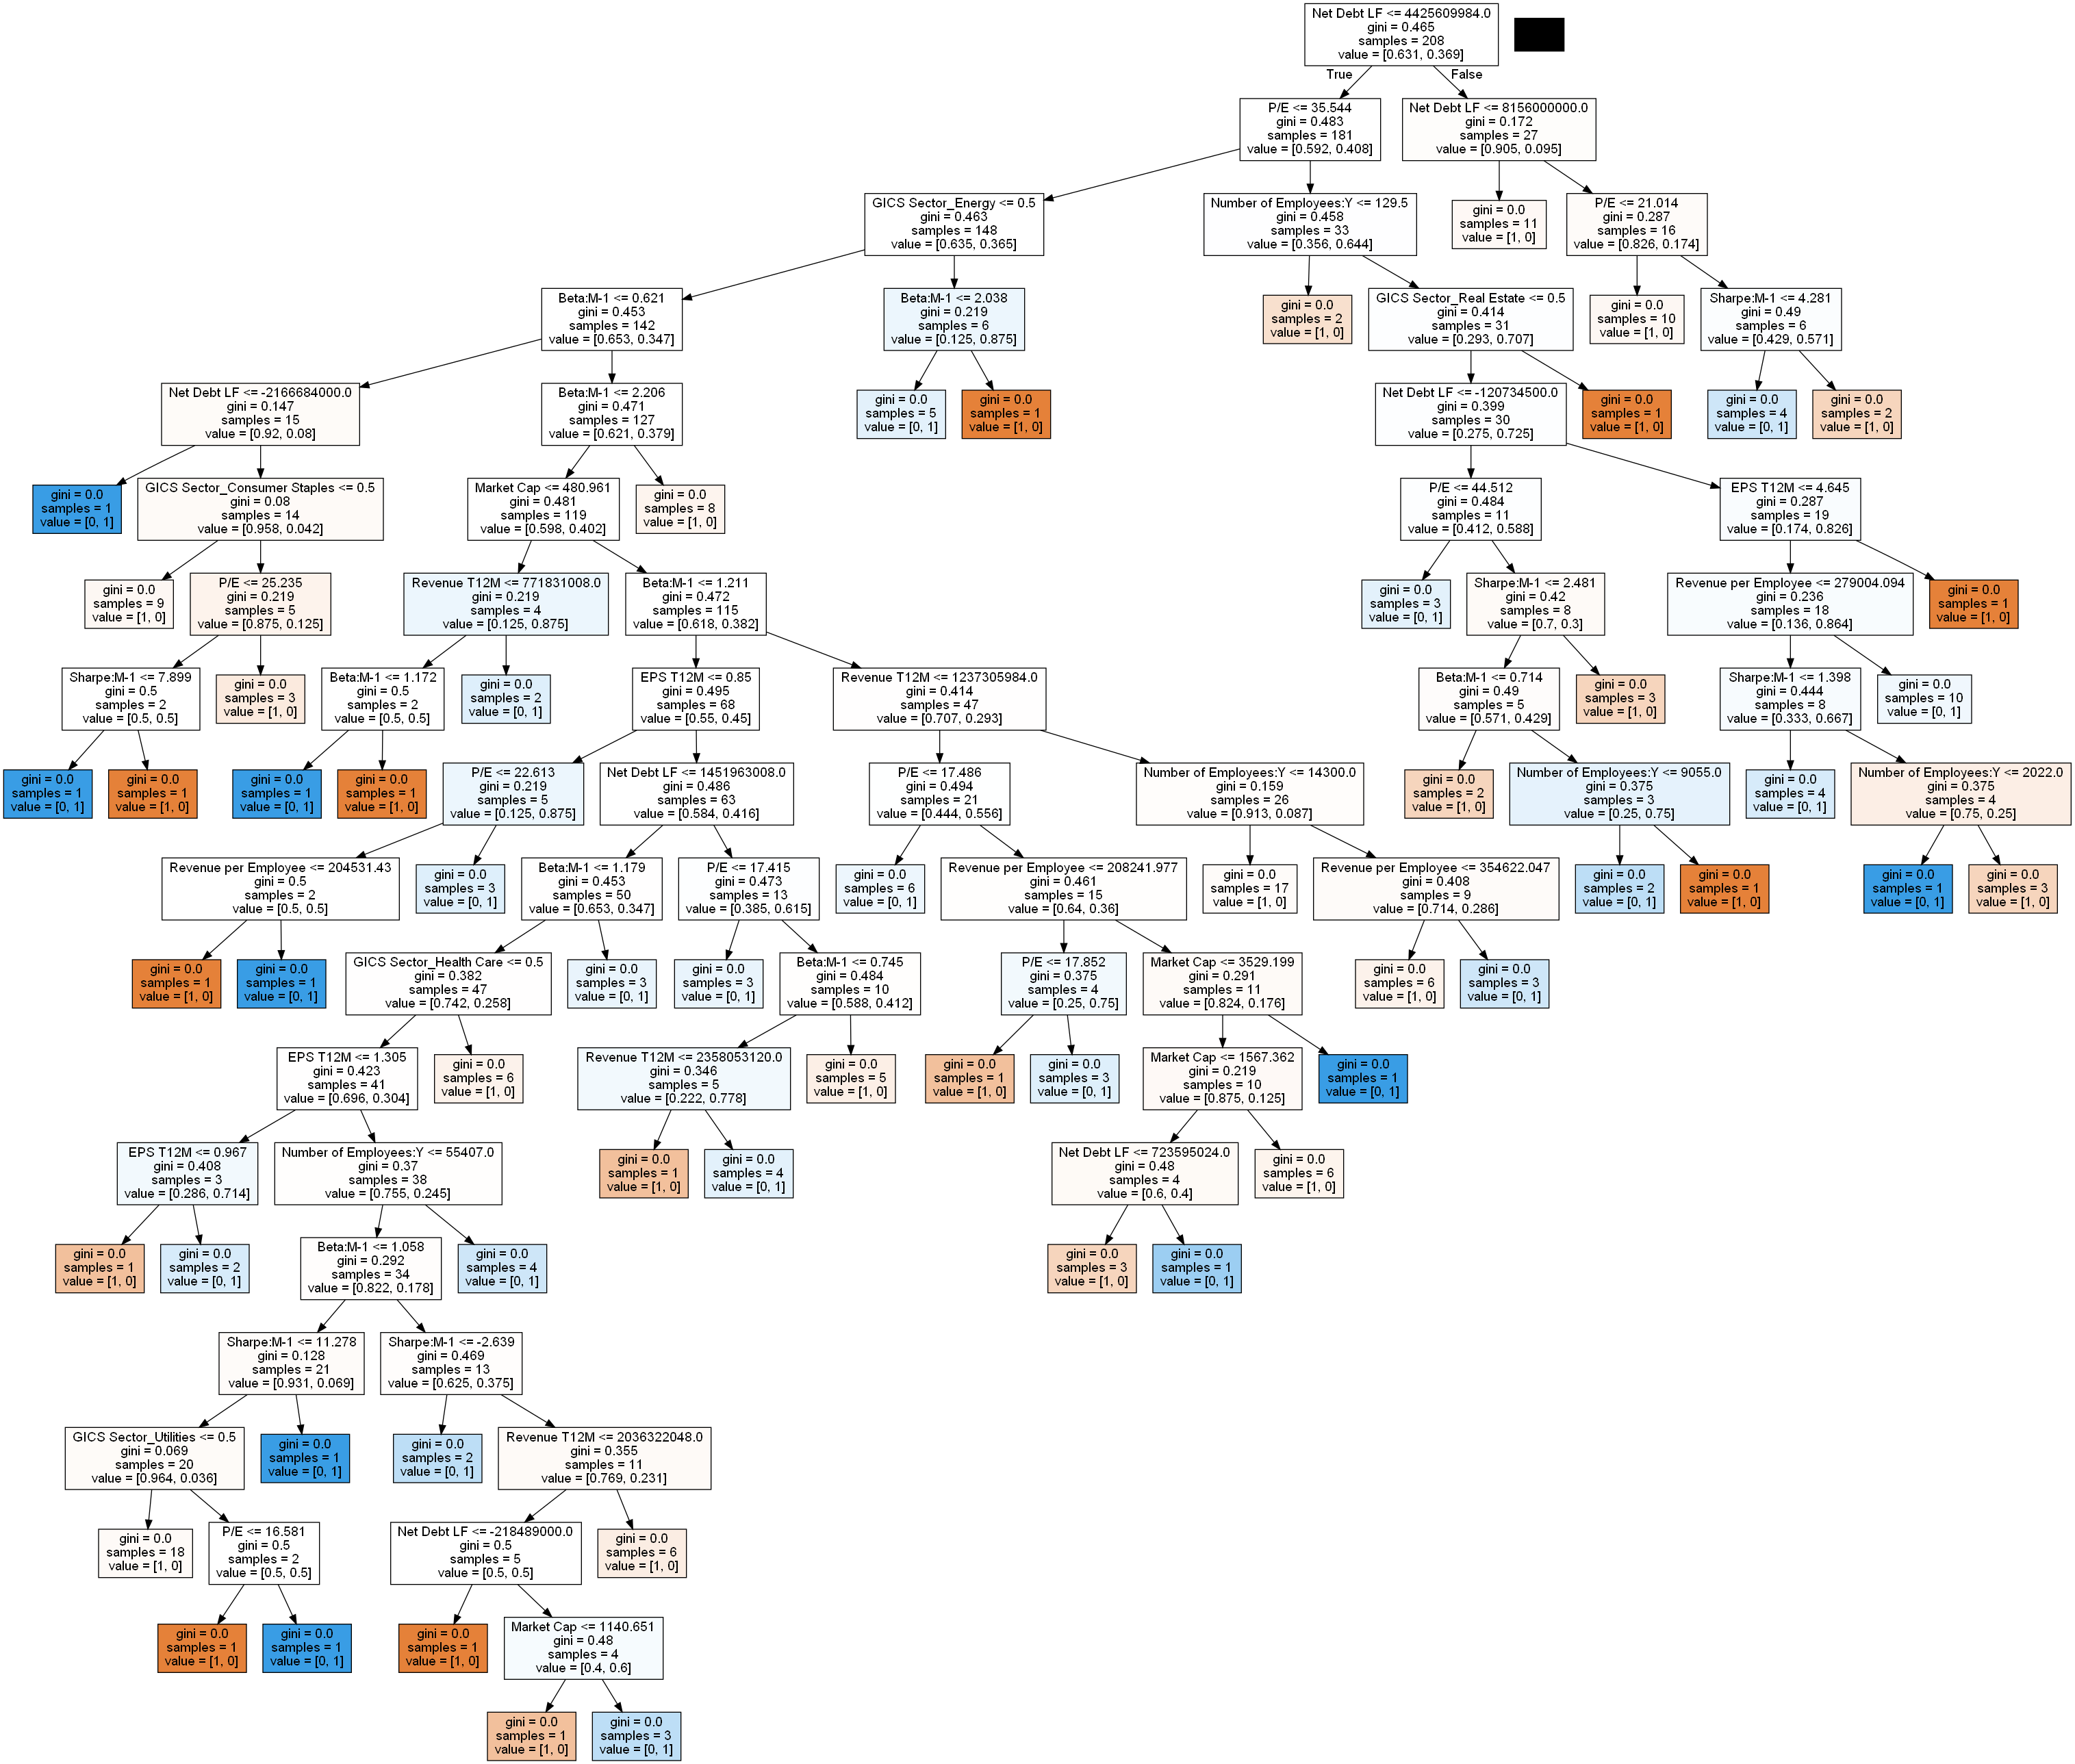 Net Debt LF <= 4425609984.0
gini = 0.465
samples = 208
value = [0.631, 0.369]
True
False
P/E <= 35.544
gini = 0.483
samples = 181
value = [0.592, 0.408]
Net Debt LF <= 8156000000.0
gini = 0.172
samples = 27
value = [0.905, 0.095]
GICS Sector_Energy <= 0.5
gini = 0.463
samples = 148
value = [0.635, 0.365]
Number of Employees:Y <= 129.5
gini = 0.458
samples = 33
value = [0.356, 0.644]
gini = 0.0
samples = 11
value = [1, 0]
P/E <= 21.014
gini = 0.287
samples = 16
value = [0.826, 0.174]
Beta:M-1 <= 0.621
gini = 0.453
samples = 142
value = [0.653, 0.347]
Beta:M-1 <= 2.038
gini = 0.219
samples = 6
value = [0.125, 0.875]
gini = 0.0
samples = 2
value = [1, 0]
GICS Sector_Real Estate <= 0.5
gini = 0.414
samples = 31
value = [0.293, 0.707]
gini = 0.0
samples = 10
value = [1, 0]
Sharpe:M-1 <= 4.281
gini = 0.49
samples = 6
value = [0.429, 0.571]
Net Debt LF <= -2166684000.0
gini = 0.147
samples = 15
value = [0.92, 0.08]
Beta:M-1 <= 2.206
gini = 0.471
samples = 127
value = [0.621, 0.379]
gini = 0.0
samples = 5
value = [0, 1]
gini = 0.0
samples = 1
value = [1, 0]
Net Debt LF <= -120734500.0
gini = 0.399
samples = 30
value = [0.275, 0.725]
gini = 0.0
samples = 1
value = [1, 0]
gini = 0.0
samples = 4
value = [0, 1]
gini = 0.0
samples = 2
value = [1, 0]
gini = 0.0
samples = 1
value = [0, 1]
GICS Sector_Consumer Staples <= 0.5
gini = 0.08
samples = 14
value = [0.958, 0.042]
Market Cap <= 480.961
gini = 0.481
samples = 119
value = [0.598, 0.402]
gini = 0.0
samples = 8
value = [1, 0]
P/E <= 44.512
gini = 0.484
samples = 11
value = [0.412, 0.588]
EPS T12M <= 4.645
gini = 0.287
samples = 19
value = [0.174, 0.826]
gini = 0.0
samples = 9
value = [1, 0]
P/E <= 25.235
gini = 0.219
samples = 5
value = [0.875, 0.125]
Revenue T12M <= 771831008.0
gini = 0.219
samples = 4
value = [0.125, 0.875]
Beta:M-1 <= 1.211
gini = 0.472
samples = 115
value = [0.618, 0.382]
gini = 0.0
samples = 3
value = [0, 1]
Sharpe:M-1 <= 2.481
gini = 0.42
samples = 8
value = [0.7, 0.3]
Revenue per Employee <= 279004.094
gini = 0.236
samples = 18
value = [0.136, 0.864]
gini = 0.0
samples = 1
value = [1, 0]
Sharpe:M-1 <= 7.899
gini = 0.5
samples = 2
value = [0.5, 0.5]
gini = 0.0
samples = 3
value = [1, 0]
Beta:M-1 <= 1.172
gini = 0.5
samples = 2
value = [0.5, 0.5]
gini = 0.0
samples = 2
value = [0, 1]
EPS T12M <= 0.85
gini = 0.495
samples = 68
value = [0.55, 0.45]
Revenue T12M <= 1237305984.0
gini = 0.414
samples = 47
value = [0.707, 0.293]
Beta:M-1 <= 0.714
gini = 0.49
samples = 5
value = [0.571, 0.429]
gini = 0.0
samples = 3
value = [1, 0]
Sharpe:M-1 <= 1.398
gini = 0.444
samples = 8
value = [0.333, 0.667]
gini = 0.0
samples = 10
value = [0, 1]
gini = 0.0
samples = 1
value = [0, 1]
gini = 0.0
samples = 1
value = [1, 0]
gini = 0.0
samples = 1
value = [0, 1]
gini = 0.0
samples = 1
value = [1, 0]
P/E <= 22.613
gini = 0.219
samples = 5
value = [0.125, 0.875]
Net Debt LF <= 1451963008.0
gini = 0.486
samples = 63
value = [0.584, 0.416]
P/E <= 17.486
gini = 0.494
samples = 21
value = [0.444, 0.556]
Number of Employees:Y <= 14300.0
gini = 0.159
samples = 26
value = [0.913, 0.087]
gini = 0.0
samples = 2
value = [1, 0]
Number of Employees:Y <= 9055.0
gini = 0.375
samples = 3
value = [0.25, 0.75]
gini = 0.0
samples = 4
value = [0, 1]
Number of Employees:Y <= 2022.0
gini = 0.375
samples = 4
value = [0.75, 0.25]
Revenue per Employee <= 204531.43
gini = 0.5
samples = 2
value = [0.5, 0.5]
gini = 0.0
samples = 3
value = [0, 1]
Beta:M-1 <= 1.179
gini = 0.453
samples = 50
value = [0.653, 0.347]
P/E <= 17.415
gini = 0.473
samples = 13
value = [0.385, 0.615]
gini = 0.0
samples = 6
value = [0, 1]
Revenue per Employee <= 208241.977
gini = 0.461
samples = 15
value = [0.64, 0.36]
gini = 0.0
samples = 17
value = [1, 0]
Revenue per Employee <= 354622.047
gini = 0.408
samples = 9
value = [0.714, 0.286]
gini = 0.0
samples = 2
value = [0, 1]
gini = 0.0
samples = 1
value = [1, 0]
gini = 0.0
samples = 1
value = [0, 1]
gini = 0.0
samples = 3
value = [1, 0]
gini = 0.0
samples = 1
value = [1, 0]
gini = 0.0
samples = 1
value = [0, 1]
GICS Sector_Health Care <= 0.5
gini = 0.382
samples = 47
value = [0.742, 0.258]
gini = 0.0
samples = 3
value = [0, 1]
gini = 0.0
samples = 3
value = [0, 1]
Beta:M-1 <= 0.745
gini = 0.484
samples = 10
value = [0.588, 0.412]
P/E <= 17.852
gini = 0.375
samples = 4
value = [0.25, 0.75]
Market Cap <= 3529.199
gini = 0.291
samples = 11
value = [0.824, 0.176]
gini = 0.0
samples = 6
value = [1, 0]
gini = 0.0
samples = 3
value = [0, 1]
EPS T12M <= 1.305
gini = 0.423
samples = 41
value = [0.696, 0.304]
gini = 0.0
samples = 6
value = [1, 0]
Revenue T12M <= 2358053120.0
gini = 0.346
samples = 5
value = [0.222, 0.778]
gini = 0.0
samples = 5
value = [1, 0]
gini = 0.0
samples = 1
value = [1, 0]
gini = 0.0
samples = 3
value = [0, 1]
Market Cap <= 1567.362
gini = 0.219
samples = 10
value = [0.875, 0.125]
gini = 0.0
samples = 1
value = [0, 1]
EPS T12M <= 0.967
gini = 0.408
samples = 3
value = [0.286, 0.714]
Number of Employees:Y <= 55407.0
gini = 0.37
samples = 38
value = [0.755, 0.245]
gini = 0.0
samples = 1
value = [1, 0]
gini = 0.0
samples = 4
value = [0, 1]
Net Debt LF <= 723595024.0
gini = 0.48
samples = 4
value = [0.6, 0.4]
gini = 0.0
samples = 6
value = [1, 0]
gini = 0.0
samples = 1
value = [1, 0]
gini = 0.0
samples = 2
value = [0, 1]
Beta:M-1 <= 1.058
gini = 0.292
samples = 34
value = [0.822, 0.178]
gini = 0.0
samples = 4
value = [0, 1]
gini = 0.0
samples = 3
value = [1, 0]
gini = 0.0
samples = 1
value = [0, 1]
Sharpe:M-1 <= 11.278
gini = 0.128
samples = 21
value = [0.931, 0.069]
Sharpe:M-1 <= -2.639
gini = 0.469
samples = 13
value = [0.625, 0.375]
GICS Sector_Utilities <= 0.5
gini = 0.069
samples = 20
value = [0.964, 0.036]
gini = 0.0
samples = 1
value = [0, 1]
gini = 0.0
samples = 2
value = [0, 1]
Revenue T12M <= 2036322048.0
gini = 0.355
samples = 11
value = [0.769, 0.231]
gini = 0.0
samples = 18
value = [1, 0]
P/E <= 16.581
gini = 0.5
samples = 2
value = [0.5, 0.5]
Net Debt LF <= -218489000.0
gini = 0.5
samples = 5
value = [0.5, 0.5]
gini = 0.0
samples = 6
value = [1, 0]
gini = 0.0
samples = 1
value = [1, 0]
gini = 0.0
samples = 1
value = [0, 1]
gini = 0.0
samples = 1
value = [1, 0]
Market Cap <= 1140.651
gini = 0.48
samples = 4
value = [0.4, 0.6]
gini = 0.0
samples = 1
value = [1, 0]
gini = 0.0
samples = 3
value = [0, 1]